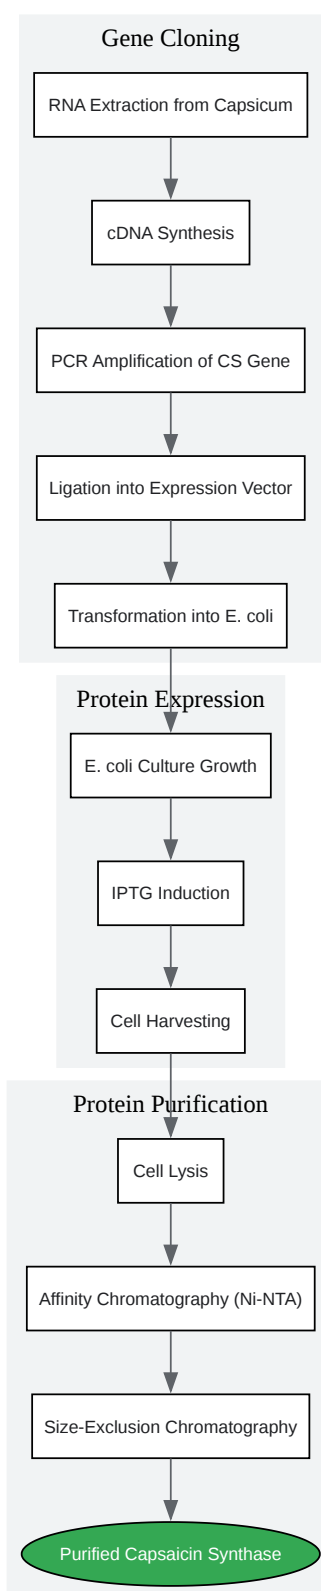 Gene Cloning
RNA Extraction from Capsicum
cDNA Synthesis
PCR Amplification of CS Gene
Ligation into Expression Vector
Transformation into E. coli
Protein Expression
E. coli Culture Growth
IPTG Induction
Cell Harvesting
Protein Purification
Cell Lysis
Affinity Chromatography (Ni-NTA)
Size-Exclusion Chromatography
Purified Capsaicin Synthase